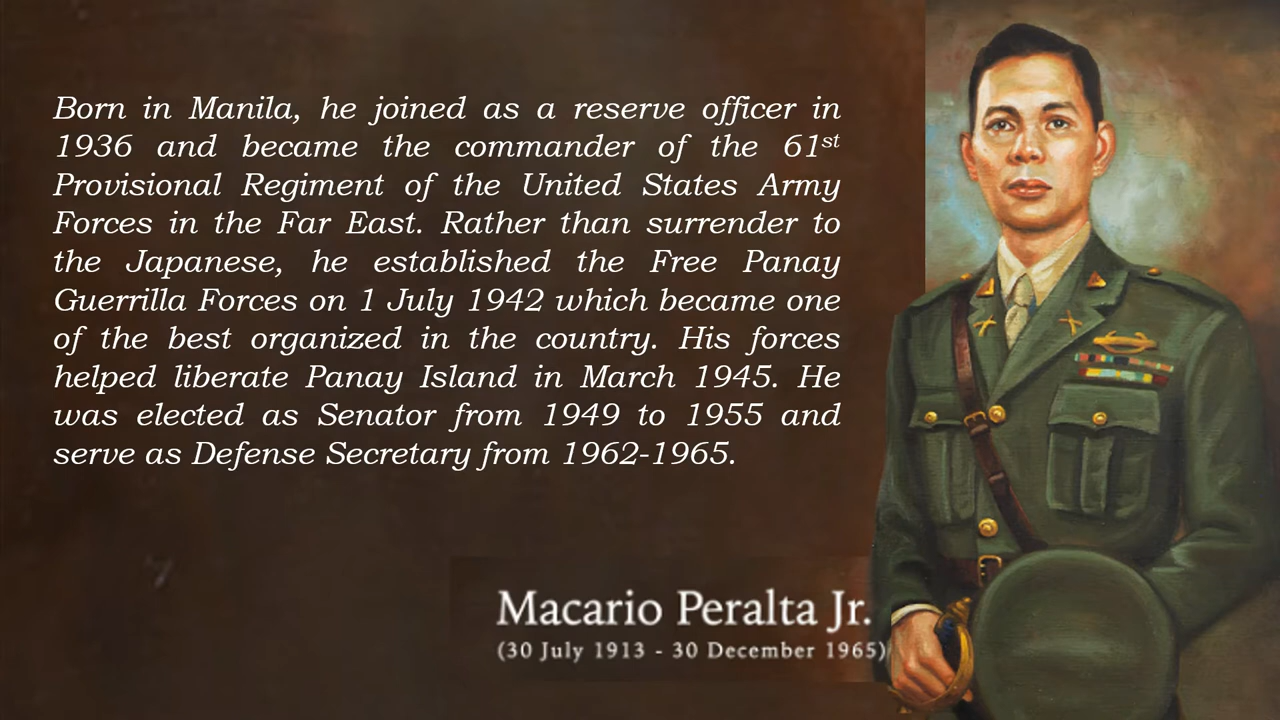 Born in Manila, he joined as a reserve officer in
1936 and became the commander of the 61st
Provisional Regiment of the United States Army
Forces in the Far East. Rather than surrender to
the Japanese, he established the Free Panay
Guerrilla Forces on 1 July 1942 which became one
of the best organized in the country. His forces
helped liberate Panay Island in March 1945. He
was elected as Senator from 1949 to 1955 and
serve as Defense Secretary from 1962-1965.
Macario Peralta Jr.
(30 July 1913 - 30 December 1965)